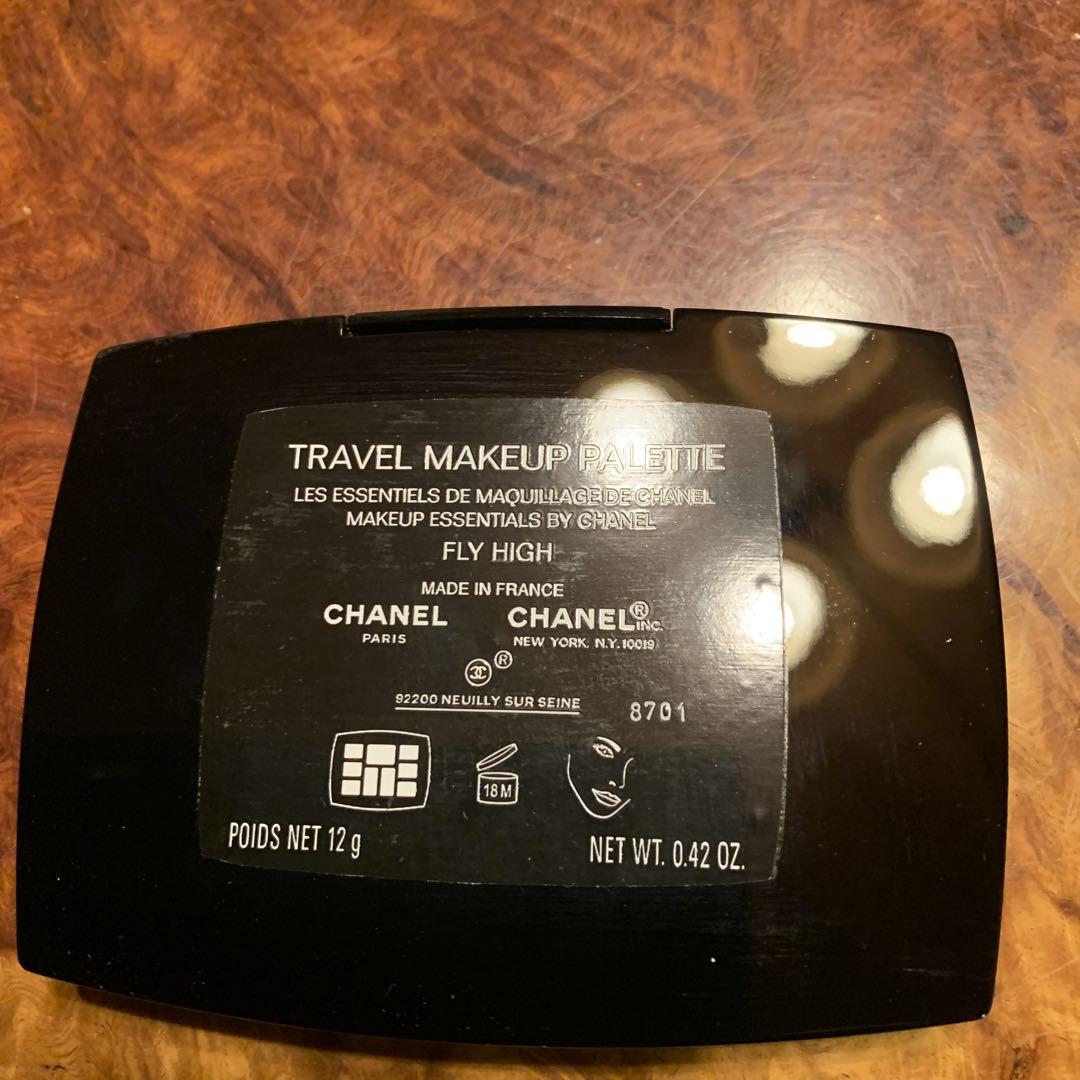 TRAVEL MAKEUP PALETTE
LES ESSENTIELS DE MAQUILLAGE DE CHANEL
MAKEUP ESSENTIALS BY CHANEL
FLY HIGH
MADE IN FRANCE
CHANEL CHANEL® INC.
PARIS NEW YORK, N.Y. 10019
®
92200 NEUILLY SUR SEINE 8701
18M
POIDS NET 12 g NET WT. 0.42 OZ.